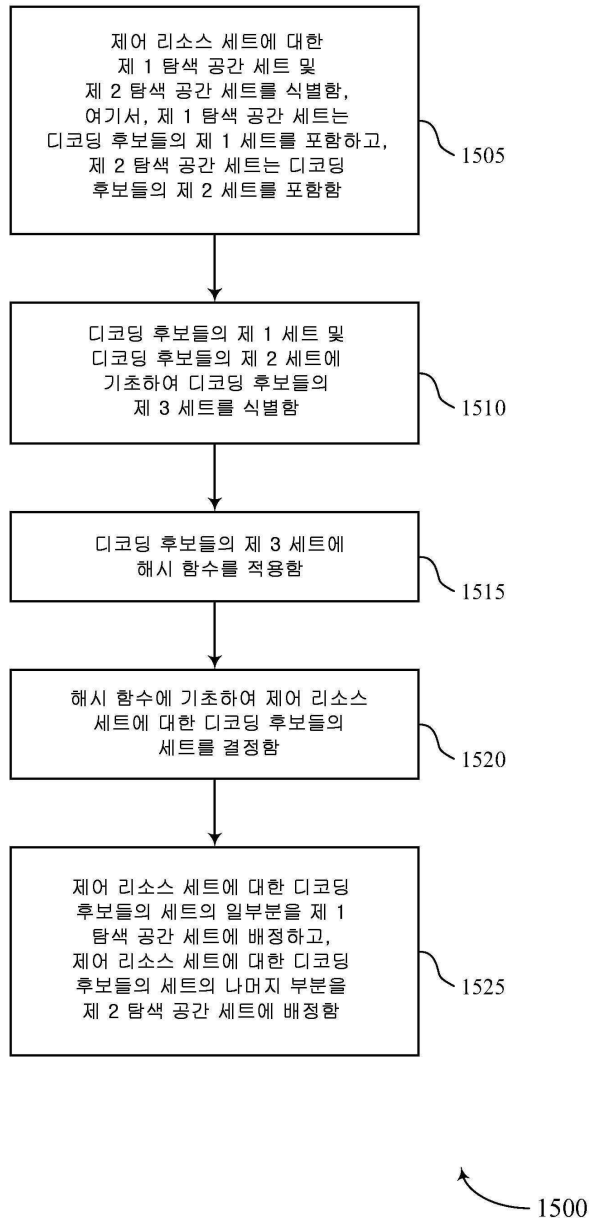 제어 리소스 세트에 대한
제 1 탐색 공간 세트 및
제 2 탐색 공간 세트를 식별함,
여기서, 제 1 탐색 공간 세트는
디코딩 후보들의 제 1 세트를 포함하고,
제 2 탐색 공간 세트는 디코딩
후보들의 제 2 세트를 포함함
1505
디코딩 후보들의 제 1 세트 및
디코딩 후보들의 제 2 세트에
기초하여 디코딩 후보들의
제 3 세트를 식별함
1510
디코딩 후보들의 제 3 세트에
해시 함수를 적용함
1515
해시 함수에 기초하여 제어 리소스
세트에 대한 디코딩 후보들의
세트를 결정함
1520
제어 리소스 세트에 대한 디코딩
후보들의 세트의 일부분을 제 1
탐색 공간 세트에 배정하고,
제어 리소스 세트에 대한 디코딩
후보들의 세트의 나머지 부분을
제 2 탐색 공간 세트에 배정함
1525
1500